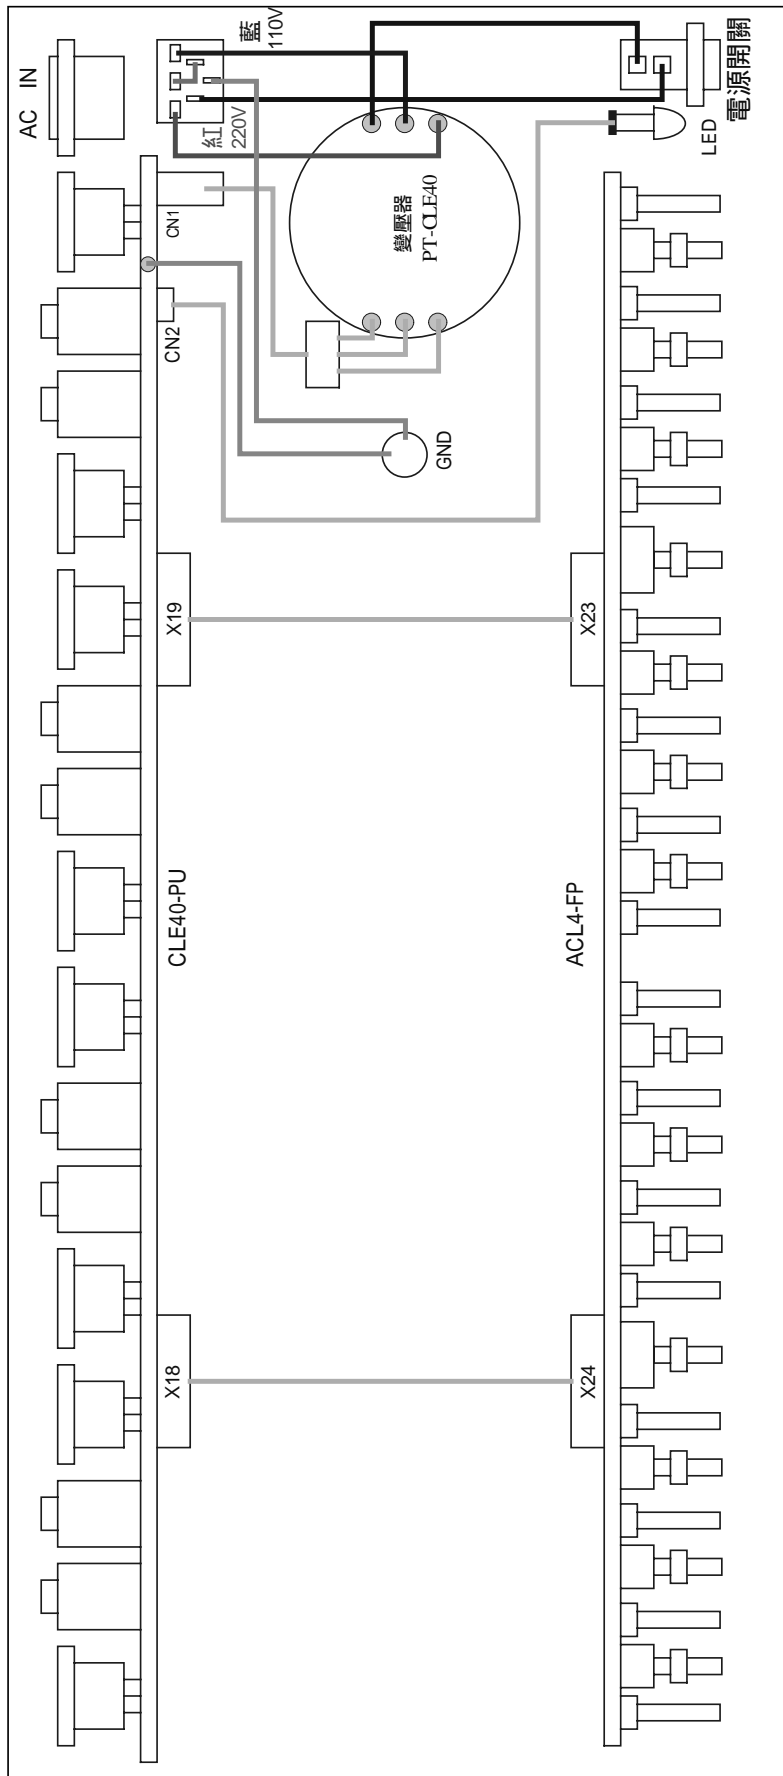 AC IN
藍
110V
紅
220V
電源開關
LED
CN1
變壓器
PT-CLE40
CN2
GND
X19
X23
CLE40-PU
ACL4-FP
X18
X24